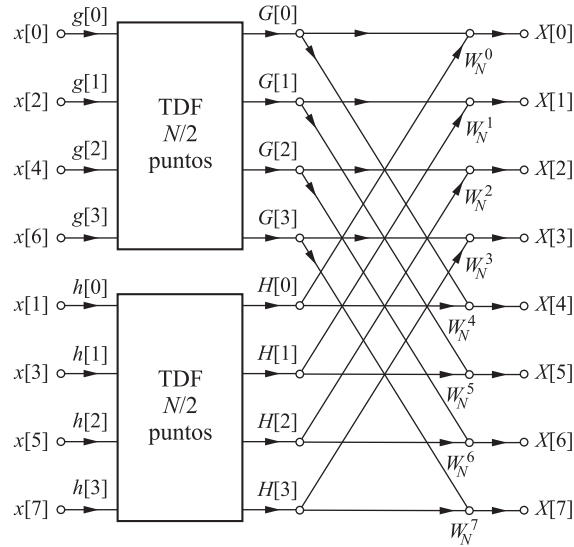 x[0] g[0] G[0] X[0]
W_N^0
x[2] g[1] G[1] X[1]
TDF
W_N^1
N/2
x[4] g[2] puntos G[2] X[2]
W_N^2
x[6] g[3] G[3] X[3]
W_N^3
x[1] h[0] H[0] X[4]
W_N^4
x[3] h[1] H[1] X[5]
TDF
W_N^5
N/2
x[5] h[2] puntos H[2] X[6]
W_N^6
x[7] h[3] H[3] X[7]
W_N^7